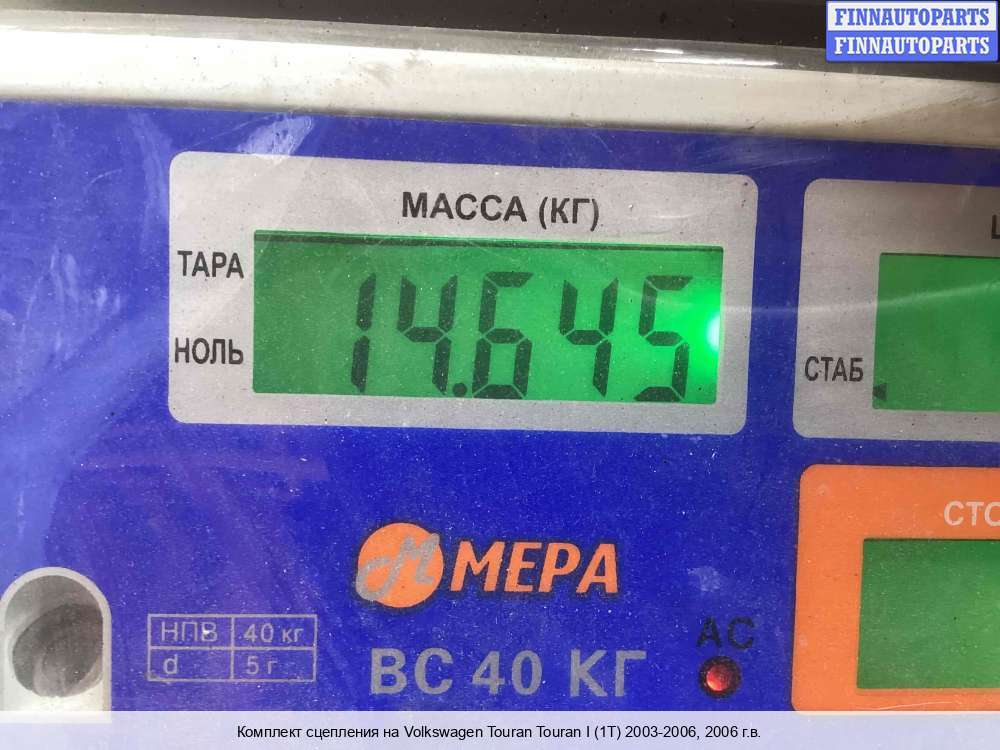 FINNAUTOPARTS
FINNAUTOPARTS
МАССА (КГ)
ТАРА
14.645
НОЛЬ
СТАБ
СТО
МЕРА
АС
НПВ 40 кг
d 5 г
ВС 40 КГ
Комплект сцепления на Volkswagen Touran Touran I (1T) 2003-2006, 2006 г.в.